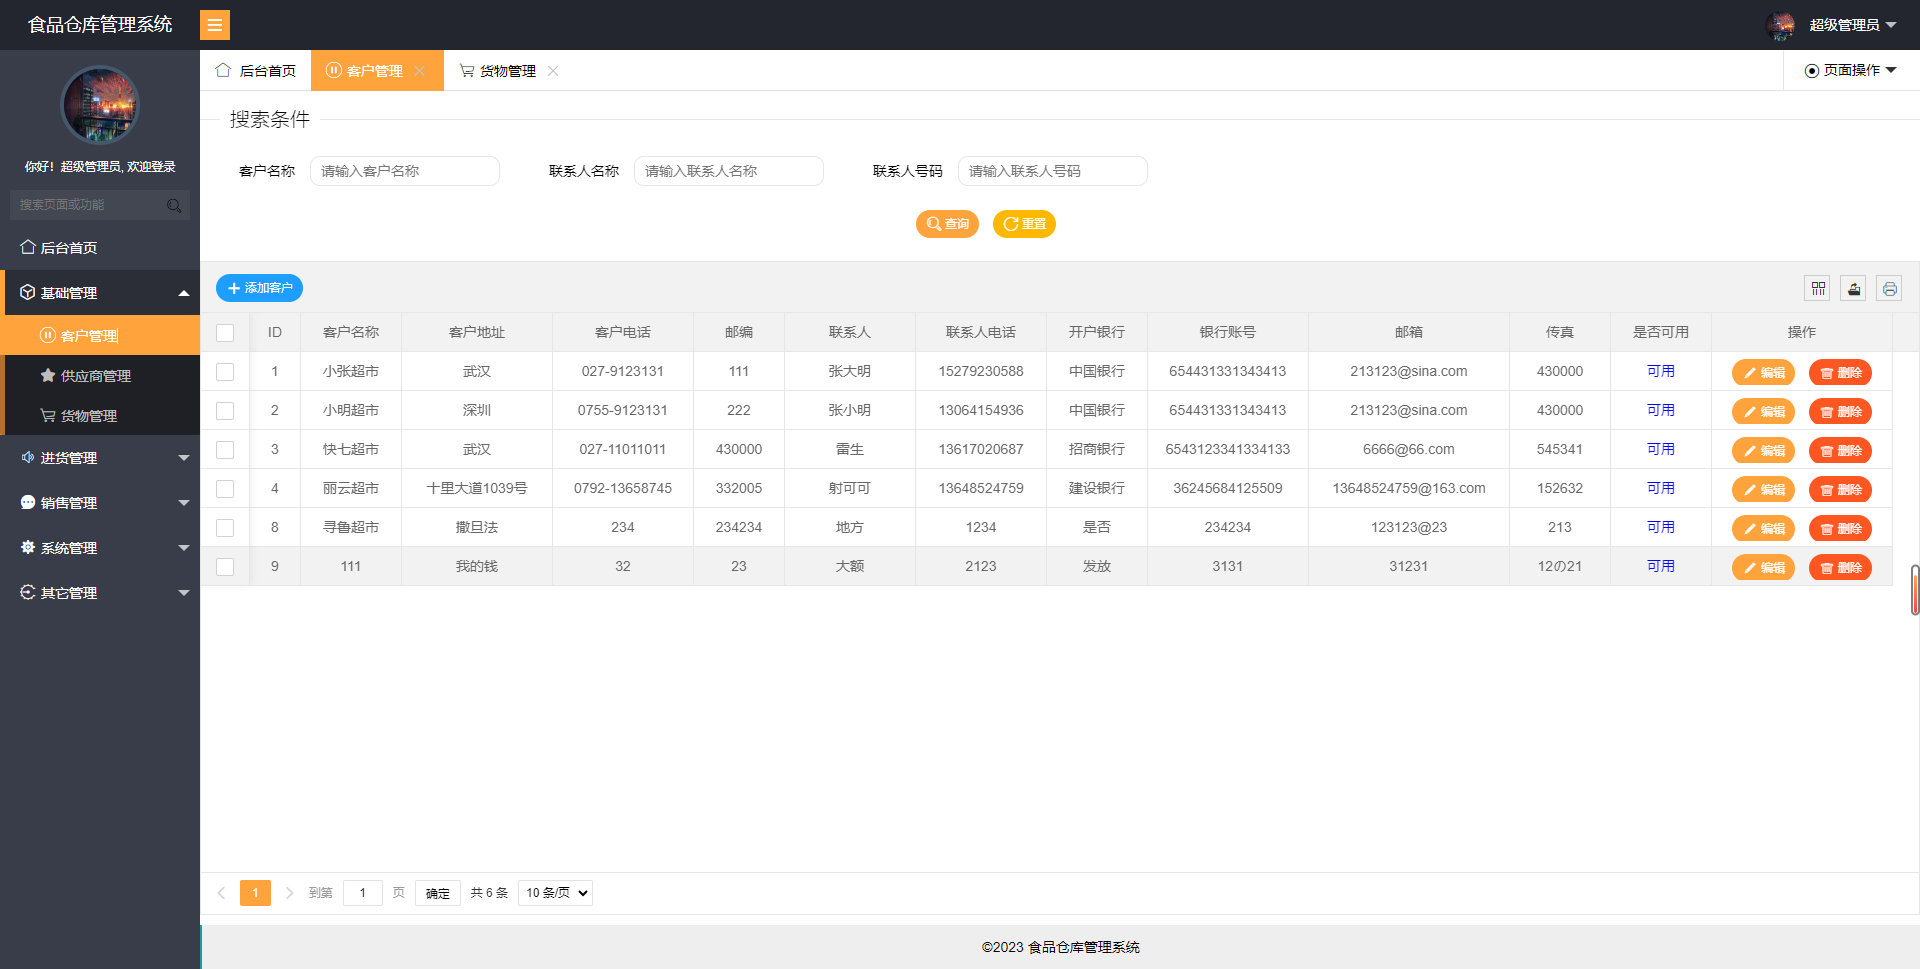 食品仓库管理系统
超级管理员
你好！超级管理员, 欢迎登录
搜索页面或功能
后台首页
基础管理
客户管理
供应商管理
货物管理
进货管理
销售管理
系统管理
其它管理
后台首页 客户管理 货物管理 页面操作
搜索条件
客户名称 请输入客户名称 联系人名称 请输入联系人名称 联系人号码 请输入联系人号码
查询 重置
添加客户
ID 客户名称 客户地址 客户电话 邮编 联系人 联系人电话 开户银行 银行账号 邮箱 传真 是否可用 操作
1 小张超市 武汉 027-9123131 111 张大明 15279230588 中国银行 654431331343413 213123@sina.com 430000 可用 编辑 删除
2 小明超市 深圳 0755-9123131 222 张小明 13064154936 中国银行 654431331343413 213123@sina.com 430000 可用 编辑 删除
3 快七超市 武汉 027-11011011 430000 雷生 13617020687 招商银行 6543123341334133 6666@66.com 545341 可用 编辑 删除
4 丽云超市 十里大道1039号 0792-13658745 332005 射可可 13648524759 建设银行 36245684125509 13648524759@163.com 152632 可用 编辑 删除
8 寻鲁超市 撒旦法 234 234234 地方 1234 是否 234234 123123@23 213 可用 编辑 删除
9 111 我的钱 32 23 大额 2123 发放 3131 31231 12の21 可用 编辑 删除
1 到第 1 页 确定 共 6 条 10 条/页
©2023 食品仓库管理系统